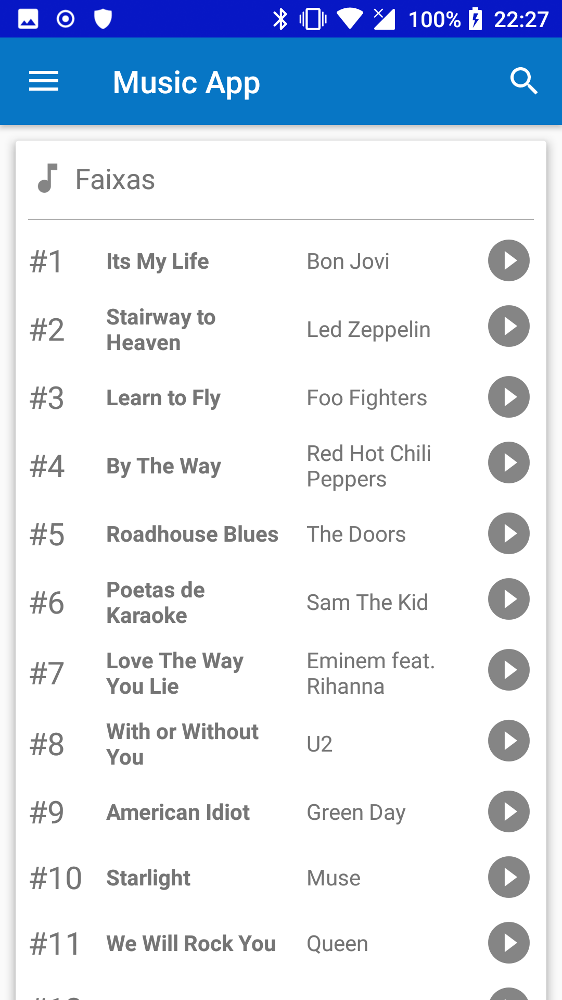 100% 22:27
Music App
Faixas
#1 Its My Life Bon Jovi
#2 Stairway to Heaven Led Zeppelin
#3 Learn to Fly Foo Fighters
#4 By The Way Red Hot Chili Peppers
#5 Roadhouse Blues The Doors
#6 Poetas de Karaoke Sam The Kid
#7 Love The Way You Lie Eminem feat. Rihanna
#8 With or Without You U2
#9 American Idiot Green Day
#10 Starlight Muse
#11 We Will Rock You Queen